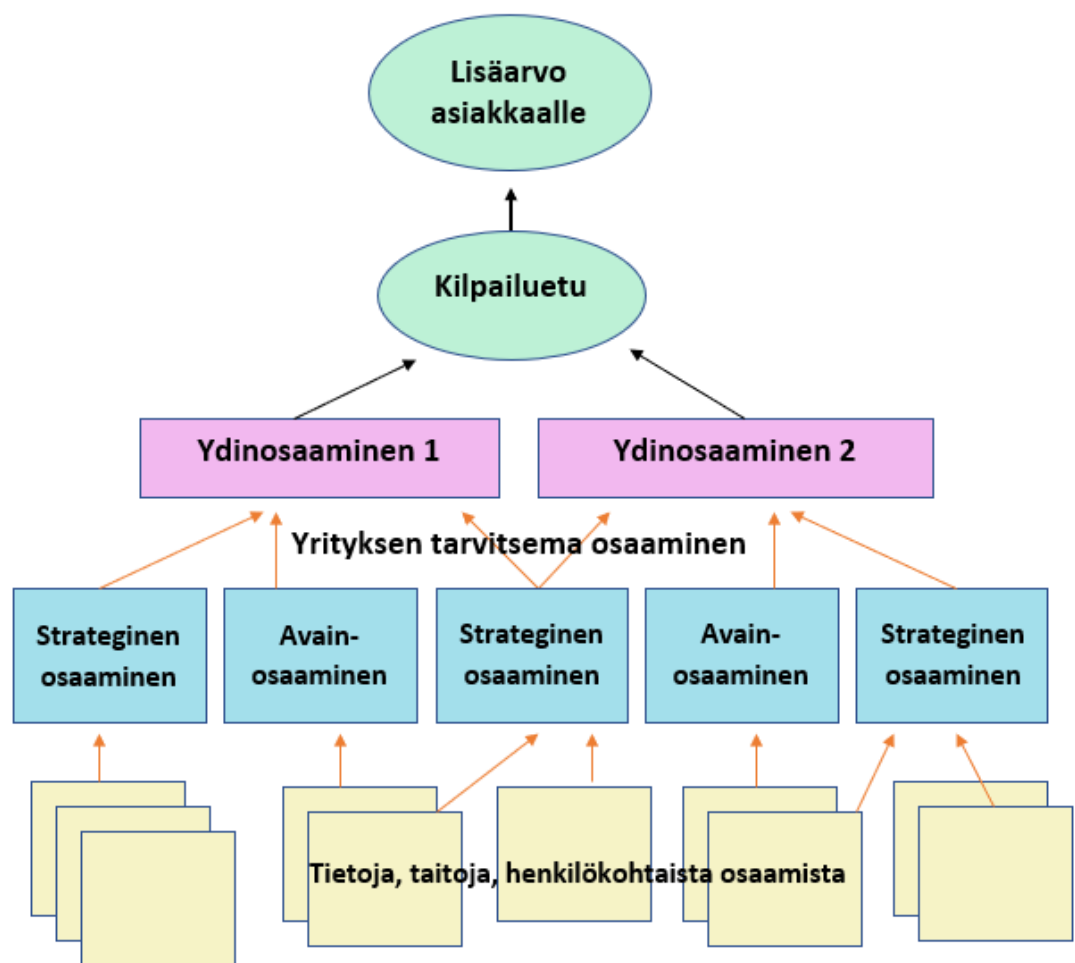 Lisäarvo
asiakkaalle
Kilpailuetu
Ydinosaaminen 1
Ydinosaaminen 2
Yrityksen tarvitsema osaaminen
Strateginen
osaaminen
Avain-
osaaminen
Strateginen
osaaminen
Avain-
osaaminen
Strateginen
osaaminen
Tietoja, taitoja, henkilökohtaista osaamista